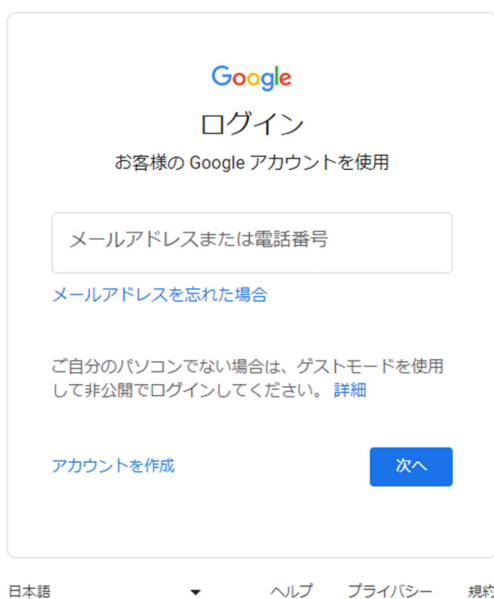 Google
ログイン
お客様の Google アカウントを使用
メールアドレスまたは電話番号
メールアドレスを忘れた場合
ご自分のパソコンでない場合は、ゲストモードを使用
して非公開でログインしてください。 詳細
アカウントを作成
次へ
日本語 ヘルプ プライバシー 規約